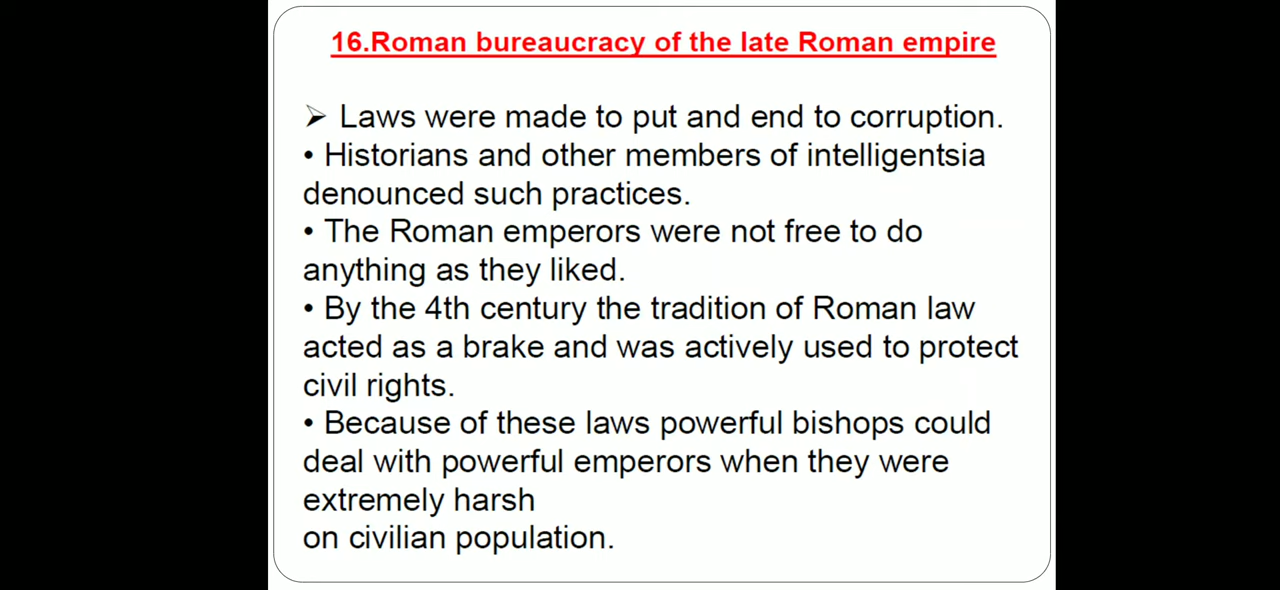 16.Roman bureaucracy of the late Roman empire
➢ Laws were made to put and end to corruption.
• Historians and other members of intelligentsia
denounced such practices.
• The Roman emperors were not free to do
anything as they liked.
• By the 4th century the tradition of Roman law
acted as a brake and was actively used to protect
civil rights.
• Because of these laws powerful bishops could
deal with powerful emperors when they were
extremely harsh
on civilian population.